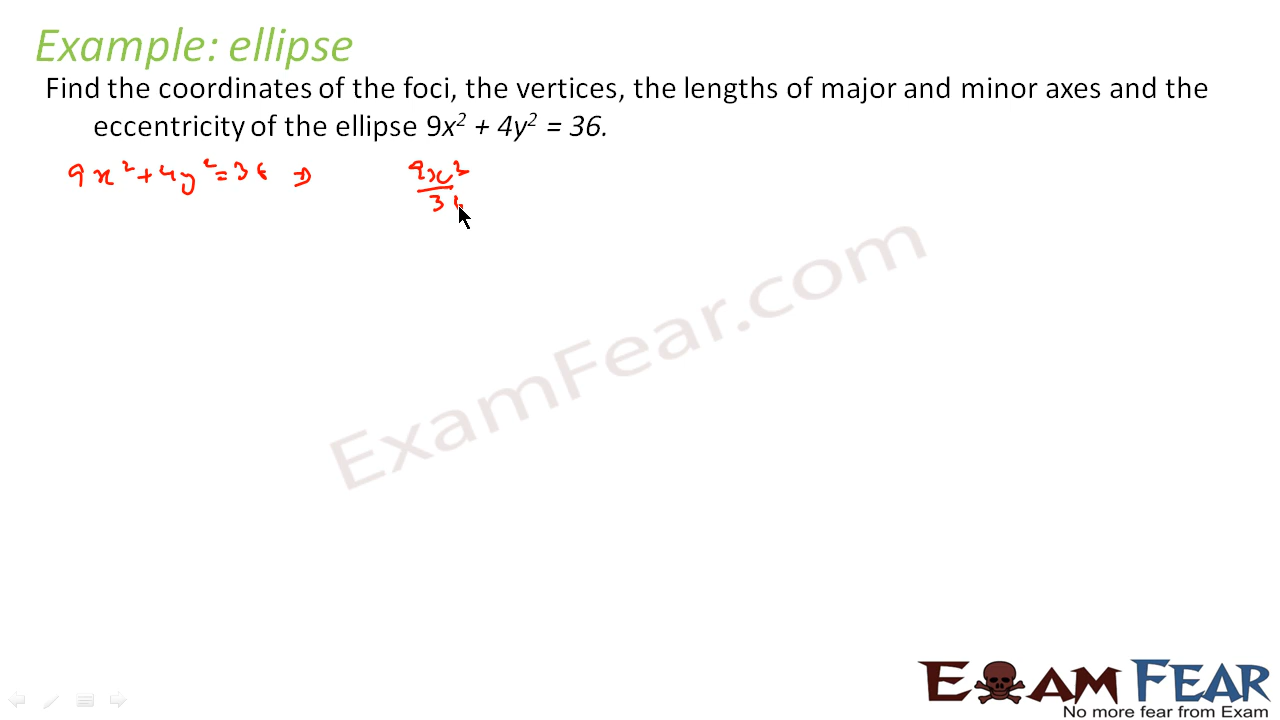 Example: ellipse
Find the coordinates of the foci, the vertices, the lengths of major and minor axes and the
eccentricity of the ellipse 9x² + 4y² = 36.
9x² + 4y² = 36 ⇒ 9x²
36
ExamFear.com
EXAM FEAR
No more fear from Exam